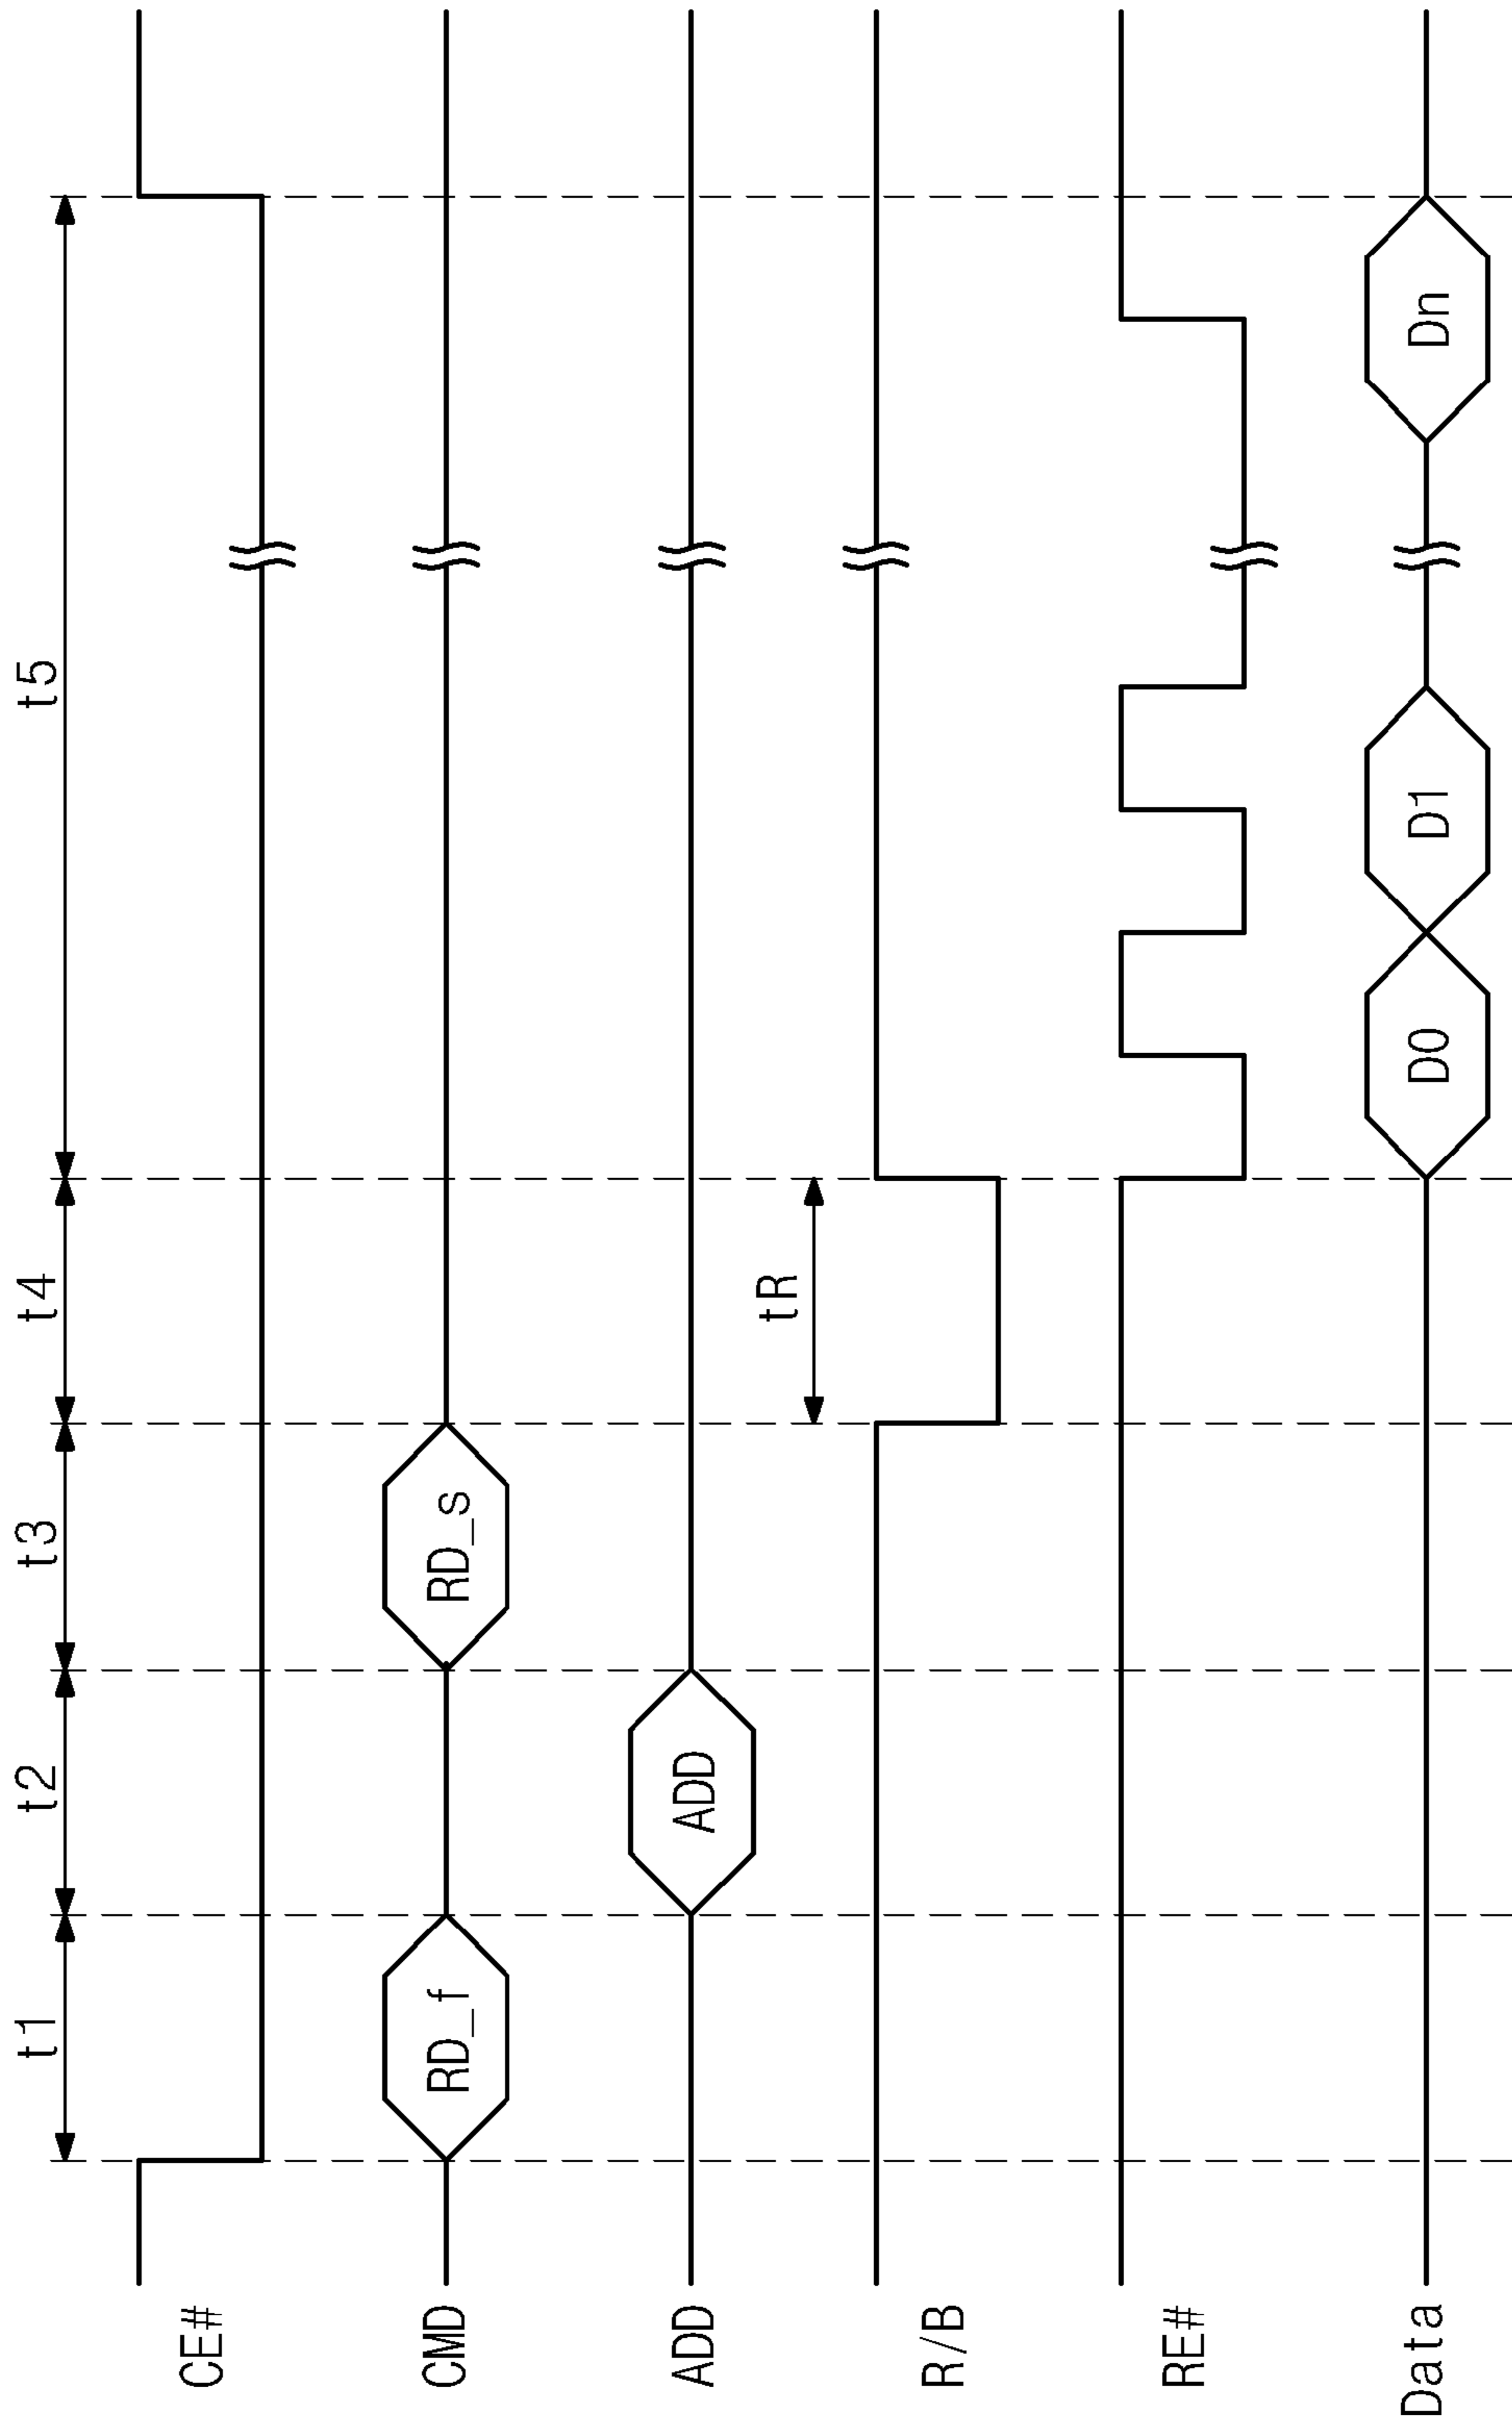 t1 t2 t3 t4 t5
CE#
CMD RD_f RD_s
ADD ADD
tR
R/B
RE#
Data D0 D1 Dn